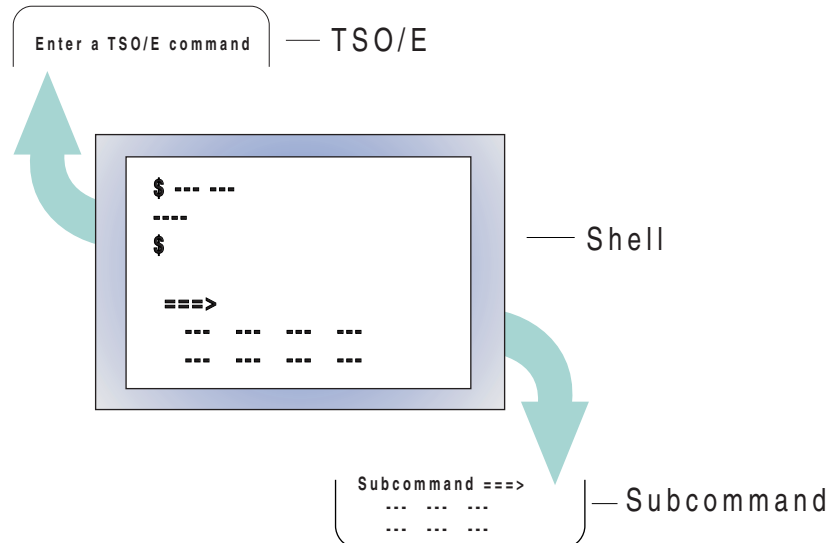 Enter a TSO/E command
TSO/E
$ --- ---
----
$
===>
--- --- --- ---
--- --- --- ---
Shell
Subcommand ===>
--- --- ---
--- --- ---
Subcommand